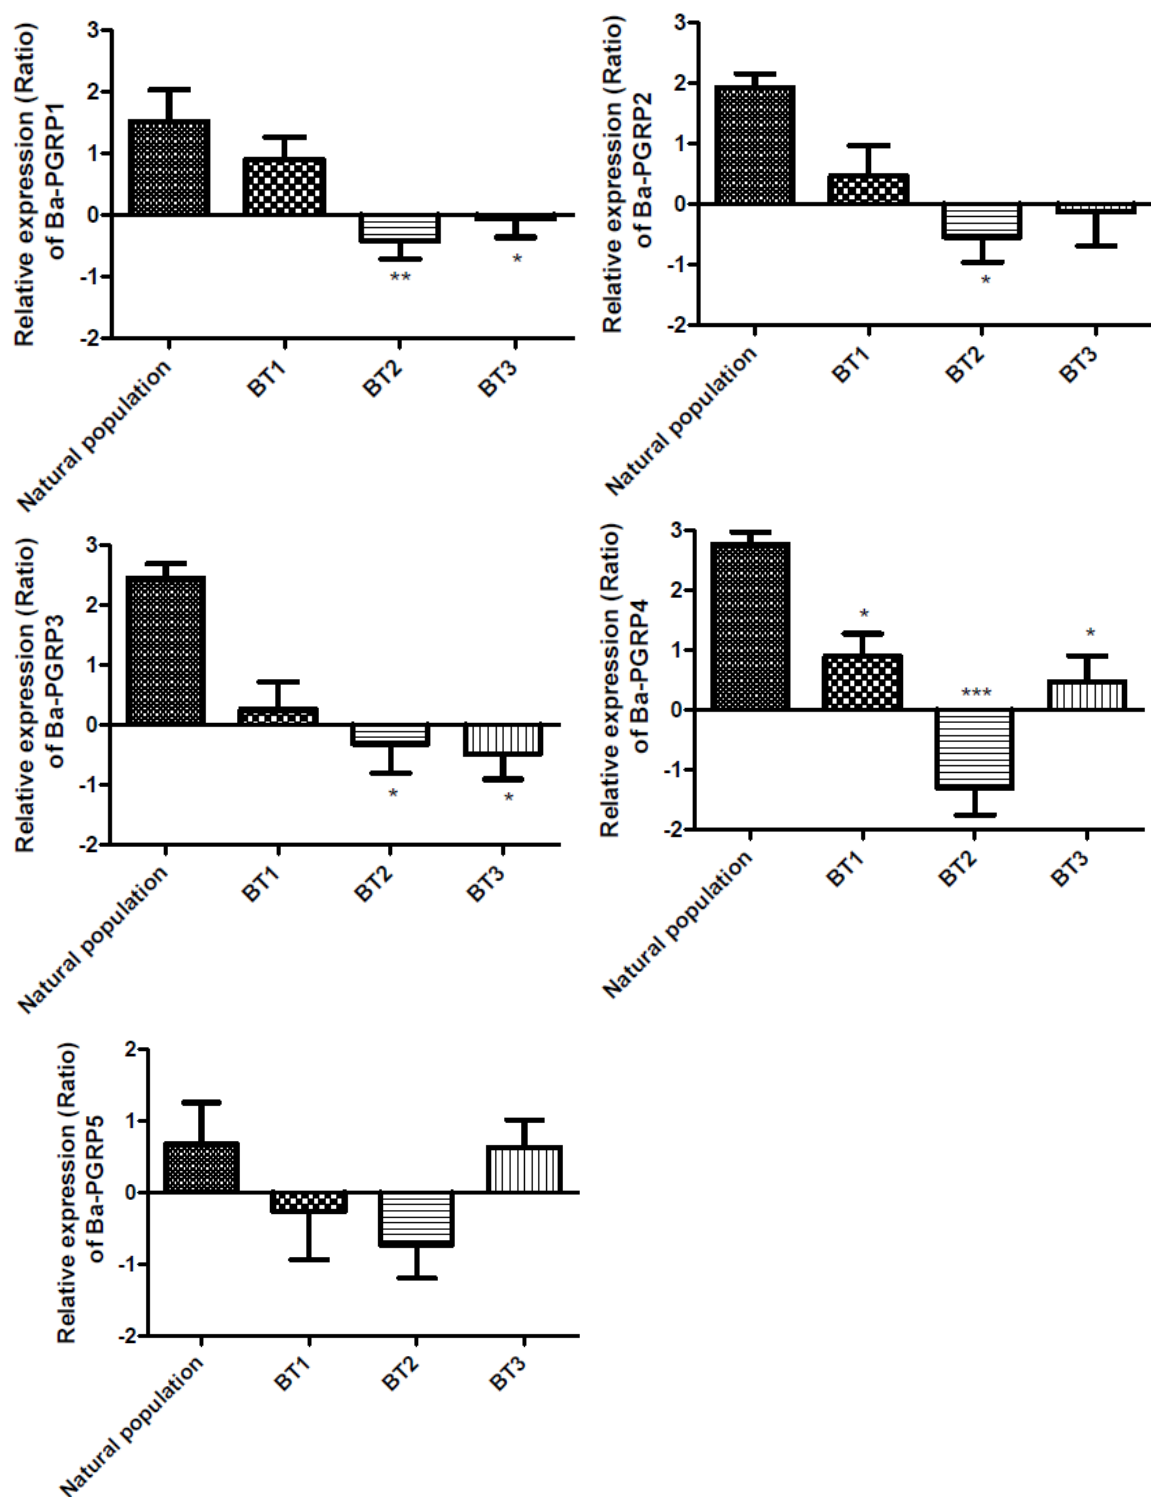 Relative expression (Ratio)
of Ba-PGRP1
3
2
1
0
-1
-2
**
*
Natural population
BT1
BT2
BT3
Relative expression (Ratio)
of Ba-PGRP2
3
2
1
0
-1
-2
*
Natural population
BT1
BT2
BT3
Relative expression (Ratio)
of Ba-PGRP3
3
2
1
0
-1
-2
*
*
Natural population
BT1
BT2
BT3
Relative expression (Ratio)
of Ba-PGRP4
3
2
1
0
-1
-2
*
***
*
Natural population
BT1
BT2
BT3
Relative expression (Ratio)
of Ba-PGRP5
2
1
0
-1
-2
Natural population
BT1
BT2
BT3